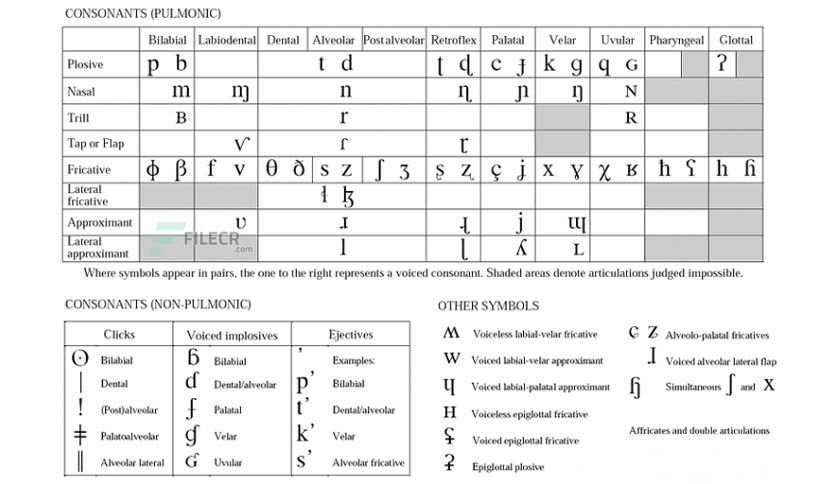 CONSONANTS (PULMONIC)
Bilabial Labiodental Dental Alveolar Postalveolar Retroflex Palatal Velar Uvular Pharyngeal Glottal
Plosive p b t d ʈ ɖ c ɟ k ɡ q ɢ ʔ
Nasal m ɱ n ɳ ɲ ŋ ɴ
Trill ʙ r ʀ
Tap or Flap ⱱ ɾ ɽ
Fricative ɸ β f v θ ð s z ʃ ʒ ʂ ʐ ç ʝ x ɣ χ ʁ ħ ʕ h ɦ
Lateral
fricative ɬ ɮ
Approximant ʋ ɹ ɻ j ɰ
Lateral
approximant l ɭ ʎ ʟ
FILECR
.com
Where symbols appear in pairs, the one to the right represents a voiced consonant. Shaded areas denote articulations judged impossible.
CONSONANTS (NON-PULMONIC)
Clicks Voiced implosives Ejectives
ʘ Bilabial ɓ Bilabial ʼ Examples:
ǀ Dental ɗ Dental/alveolar pʼ Bilabial
ǃ (Post)alveolar ʄ Palatal tʼ Dental/alveolar
ǂ Palatoalveolar ɠ Velar kʼ Velar
ǁ Alveolar lateral ʛ Uvular sʼ Alveolar fricative
OTHER SYMBOLS
ʍ Voiceless labial-velar fricative ɕ ʑ Alveolo-palatal fricatives
w Voiced labial-velar approximant ɺ Voiced alveolar lateral flap
ɥ Voiced labial-palatal approximant ɧ Simultaneous ʃ and x
ʜ Voiceless epiglottal fricative
ʢ Voiced epiglottal fricative Affricates and double articulations
ʡ Epiglottal plosive